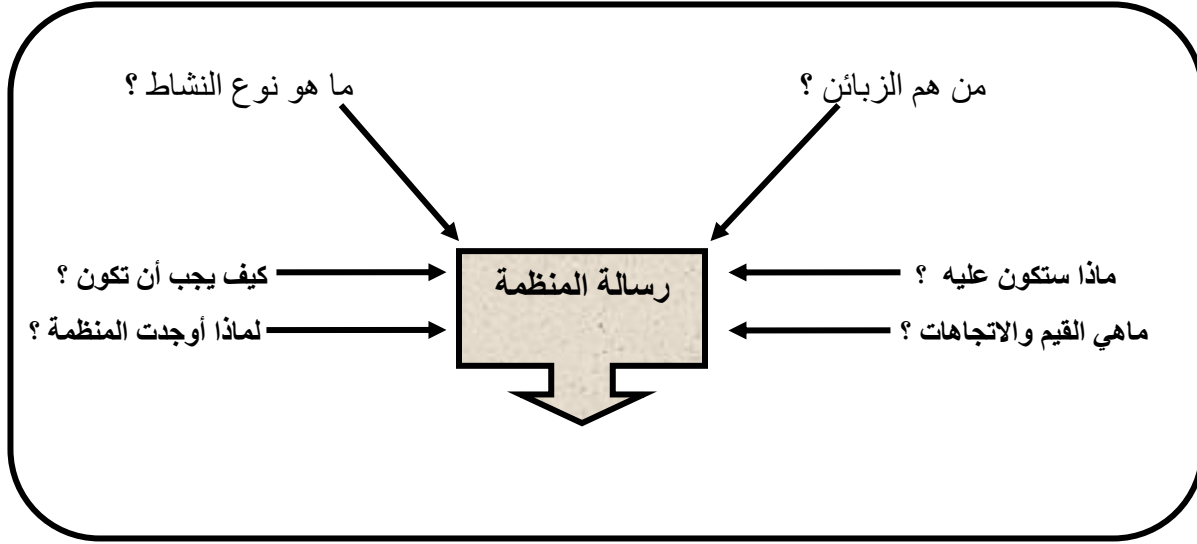 من هم الزبائن ؟
ما هو نوع النشاط ؟
رسالة المنظمة
ماذا ستكون عليه ؟
كيف يجب أن تكون ؟
ماهي القيم والاتجاهات ؟
لماذا أوجدت المنظمة ؟